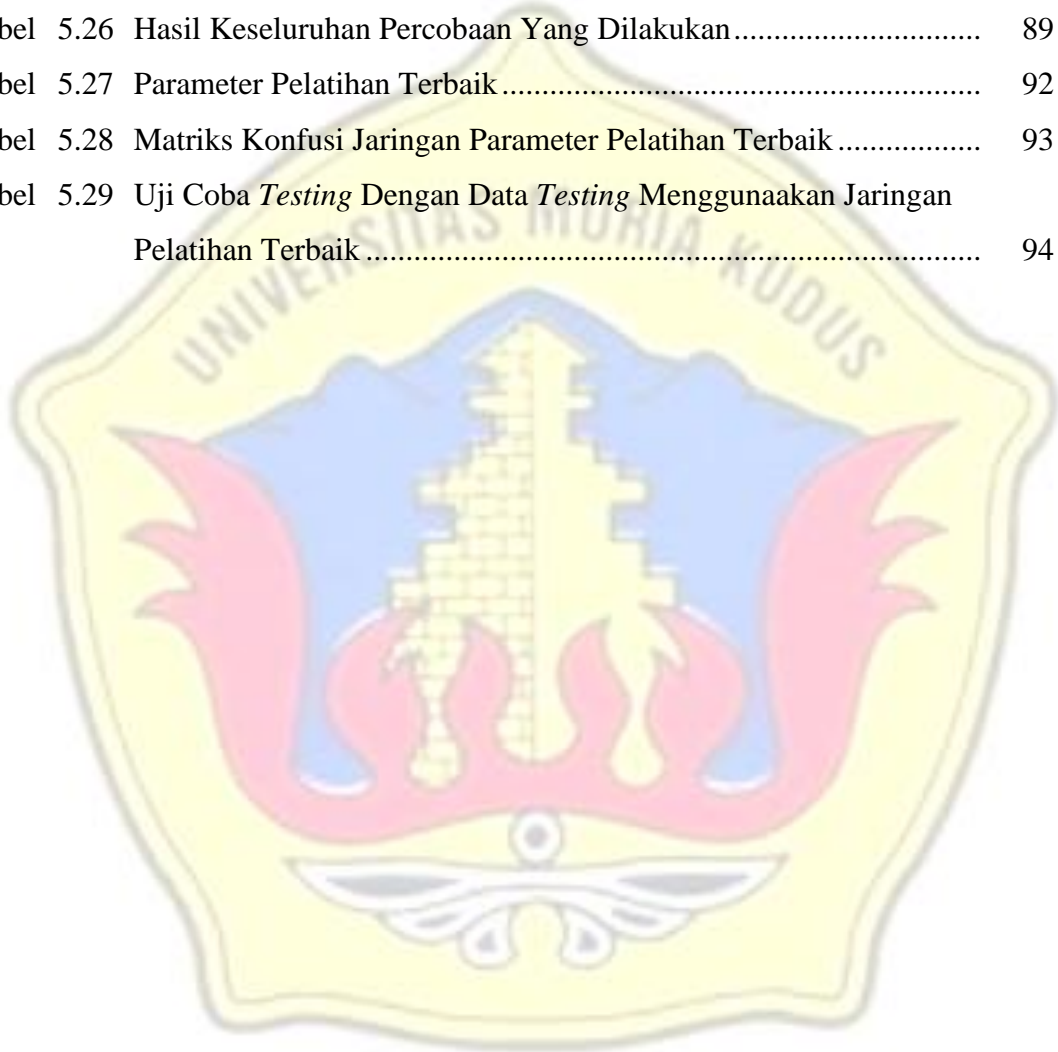 bel 5.26 Hasil Keseluruhan Percobaan Yang Dilakukan............................. 89
bel 5.27 Parameter Pelatihan Terbaik........................................................ 92
bel 5.28 Matriks Konfusi Jaringan Parameter Pelatihan Terbaik................. 93
bel 5.29 Uji Coba Testing Dengan Data Testing Menggunaakan Jaringan
Pelatihan Terbaik......................................................................... 94
UNIVERSITAS MURIA KUDUS